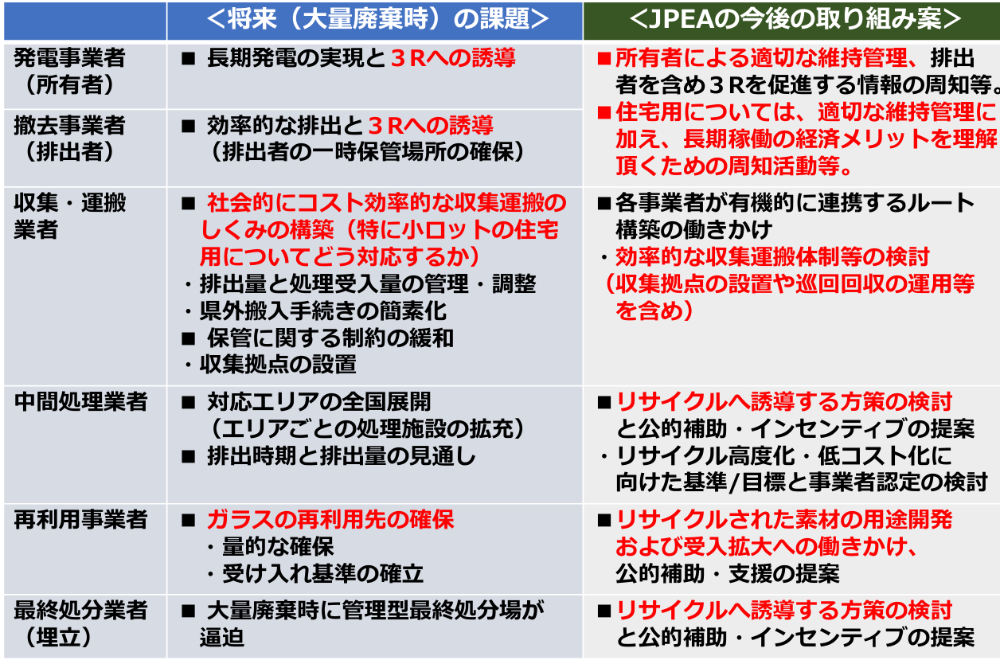 ＜将来（大量廃棄時）の課題＞
＜JPEAの今後の取り組み案＞
発電事業者
（所有者）
■ 長期発電の実現と３Rへの誘導
■所有者による適切な維持管理、排出
者を含め３Rを促進する情報の周知等。
■住宅用については、適切な維持管理に
加え、長期稼働の経済メリットを理解
頂くための周知活動等。
撤去事業者
（排出者）
■ 効率的な排出と３Rへの誘導
（排出者の一時保管場所の確保）
収集・運搬
業者
■ 社会的にコスト効率的な収集運搬の
しくみの構築（特に小ロットの住宅
用についてどう対応するか）
・排出量と処理受入量の管理・調整
・県外搬入手続きの簡素化
■ 保管に関する制約の緩和
・収集拠点の設置
■各事業者が有機的に連携するルート
構築の働きかけ
・効率的な収集運搬体制等の検討
（収集拠点の設置や巡回回収の運用等
を含め）
中間処理業者
■ 対応エリアの全国展開
（エリアごとの処理施設の拡充）
■ 排出時期と排出量の見通し
■リサイクルへ誘導する方策の検討
と公的補助・インセンティブの提案
・リサイクル高度化・低コスト化に
向けた基準/目標と事業者認定の検討
再利用事業者
■ ガラスの再利用先の確保
・量的な確保
・受け入れ基準の確立
■リサイクルされた素材の用途開発
および受入拡大への働きかけ、
公的補助・支援の提案
最終処分業者
（埋立）
■ 大量廃棄時に管理型最終処分場が
逼迫
■リサイクルへ誘導する方策の検討
と公的補助・インセンティブの提案